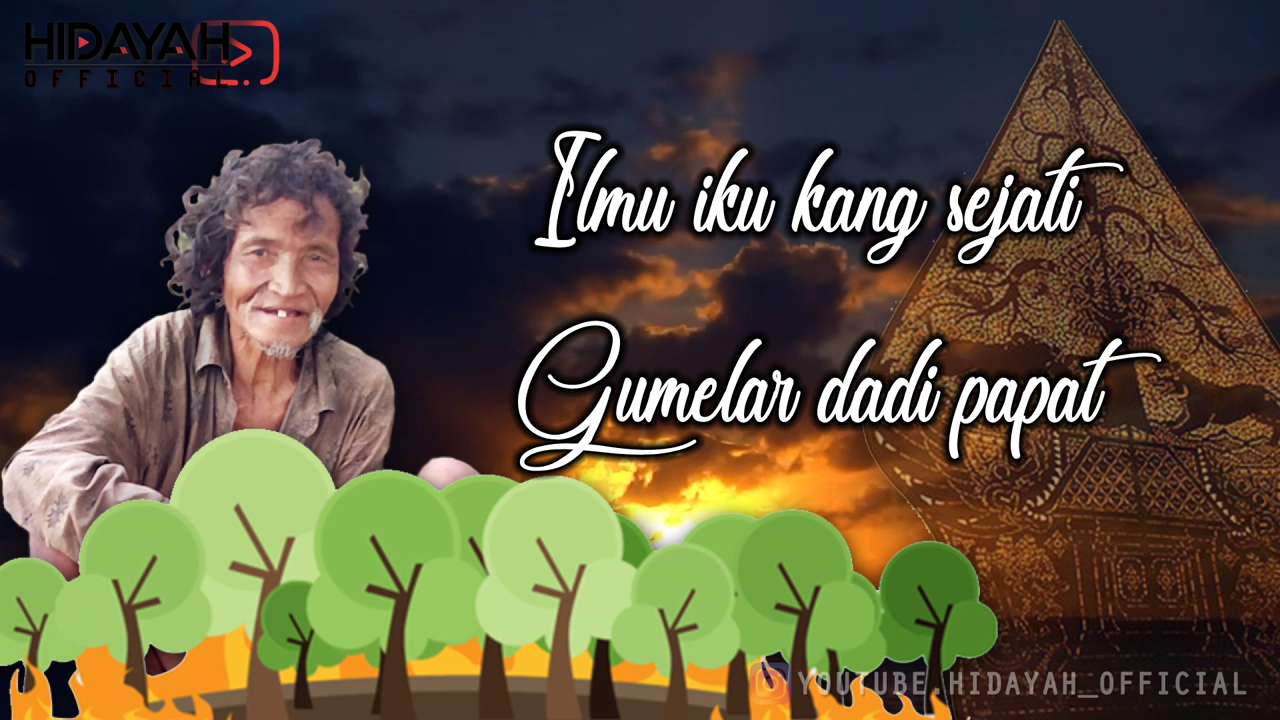 HIDAYAH
OFFICIAL
Ilmu iku kang sejati
Gumelar dadi papat
YOUTUBE.HIDAYAH_OFFICIAL